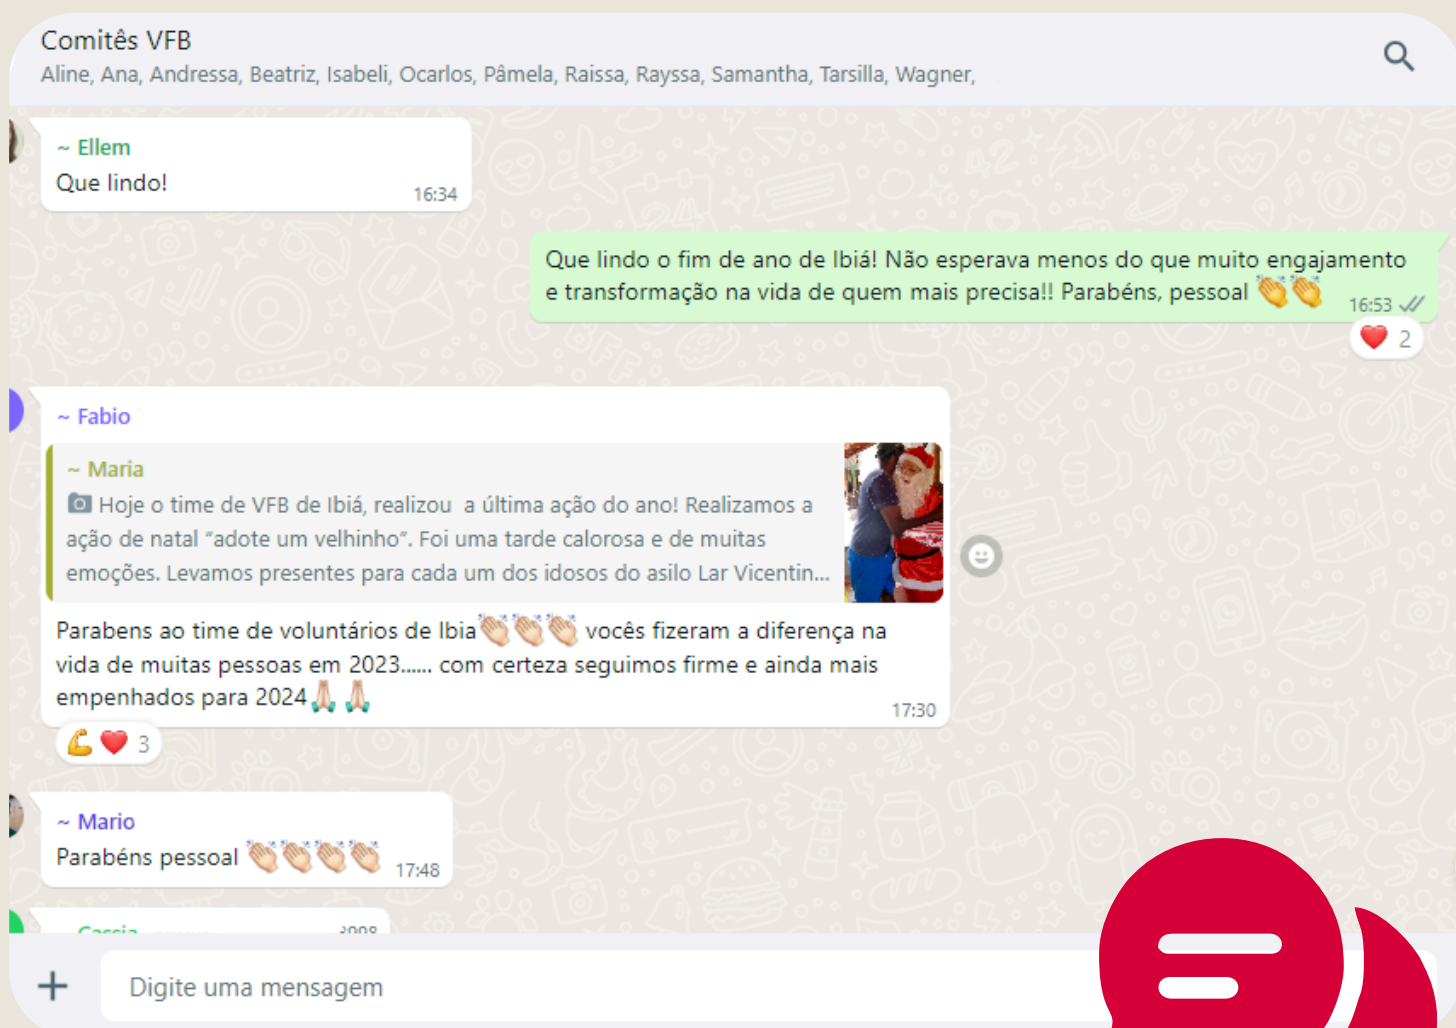 Comitês VFB
Aline, Ana, Andressa, Beatriz, Isabeli, Ocarlos, Pâmela, Raissa, Rayssa, Samantha, Tarsilla, Wagner,
~ Ellem
Que lindo!
16:34
Que lindo o fim de ano de Ibiá! Não esperava menos do que muito engajamento
e transformação na vida de quem mais precisa!! Parabéns, pessoal 👏👏
16:53
❤️ 2
~ Fabio
~ Maria
📷 Hoje o time de VFB de Ibiá, realizou  a última ação do ano! Realizamos a
ação de natal “adote um velhinho”. Foi uma tarde calorosa e de muitas
emoções. Levamos presentes para cada um dos idosos do asilo Lar Vicentin...
Parabens ao time de voluntários de Ibia👏🏻👏🏻👏🏻 vocês fizeram a diferença na
vida de muitas pessoas em 2023...... com certeza seguimos firme e ainda mais
empenhados para 2024🙏🏻 🙏🏻
17:30
💪❤️ 3
~ Mario
Parabéns pessoal 👏🏻👏🏻👏🏻👏🏻
17:48
Cassia
Digite uma mensagem